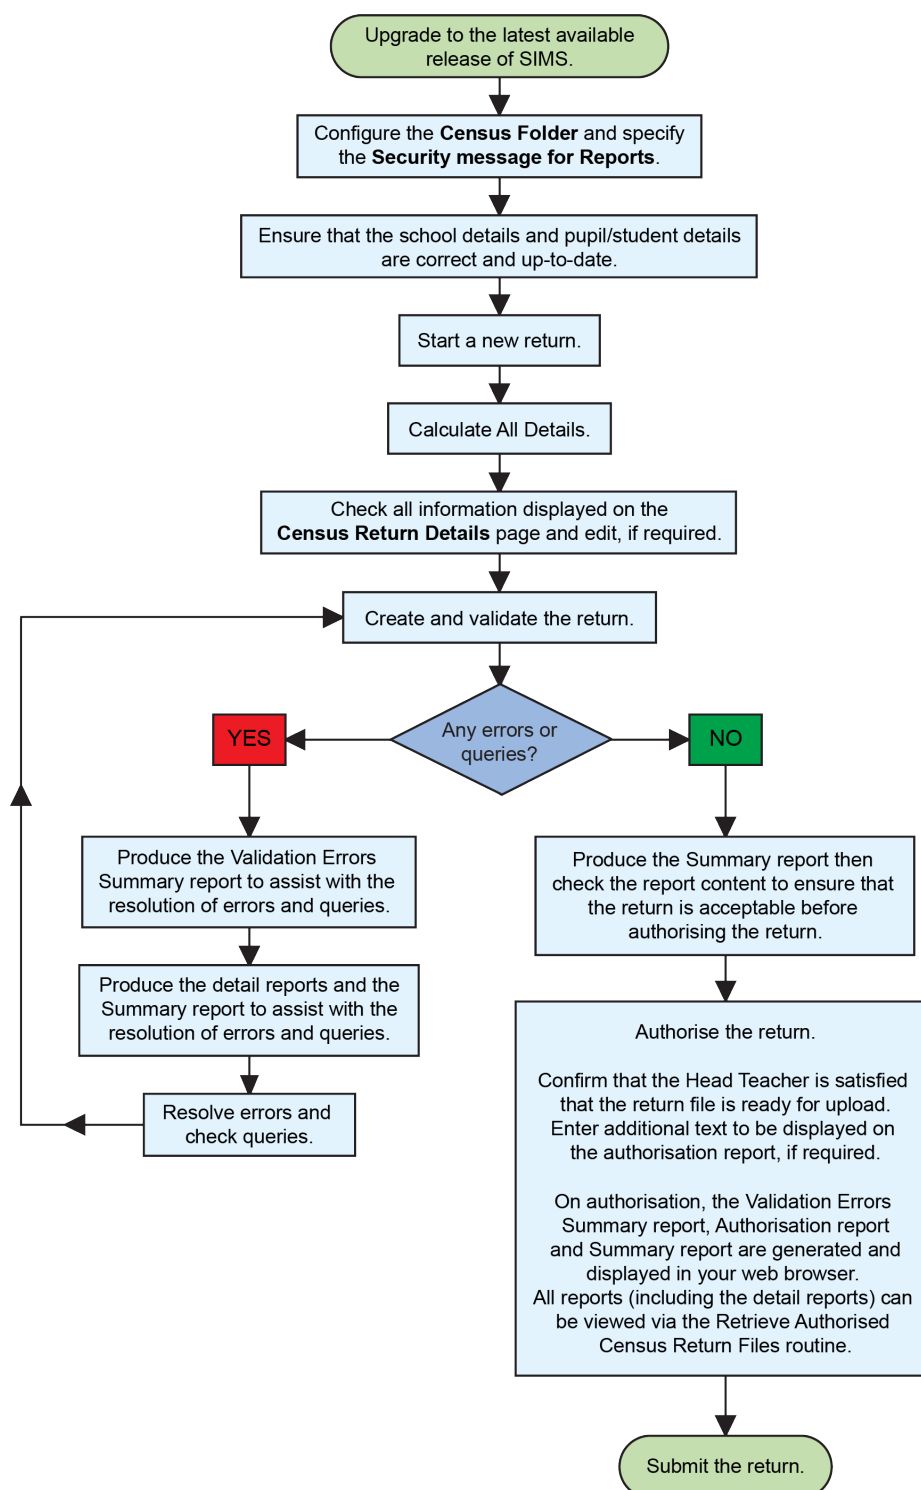 Upgrade to the latest available
release of SIMS.
Configure the Census Folder and specify
the Security message for Reports.
Ensure that the school details and pupil/student details
are correct and up-to-date.
Start a new return.
Calculate All Details.
Check all information displayed on the
Census Return Details page and edit, if required.
Create and validate the return.
Any errors or
queries?
YES
NO
Produce the Validation Errors
Summary report to assist with the
resolution of errors and queries.
Produce the detail reports and the
Summary report to assist with the
resolution of errors and queries.
Resolve errors and
check queries.
Produce the Summary report then
check the report content to ensure that
the return is acceptable before
authorising the return.
Authorise the return.
Confirm that the Head Teacher is satisfied
that the return file is ready for upload.
Enter additional text to be displayed on
the authorisation report, if required.
On authorisation, the Validation Errors
Summary report, Authorisation report
and Summary report are generated and
displayed in your web browser.
All reports (including the detail reports) can
be viewed via the Retrieve Authorised
Census Return Files routine.
Submit the return.